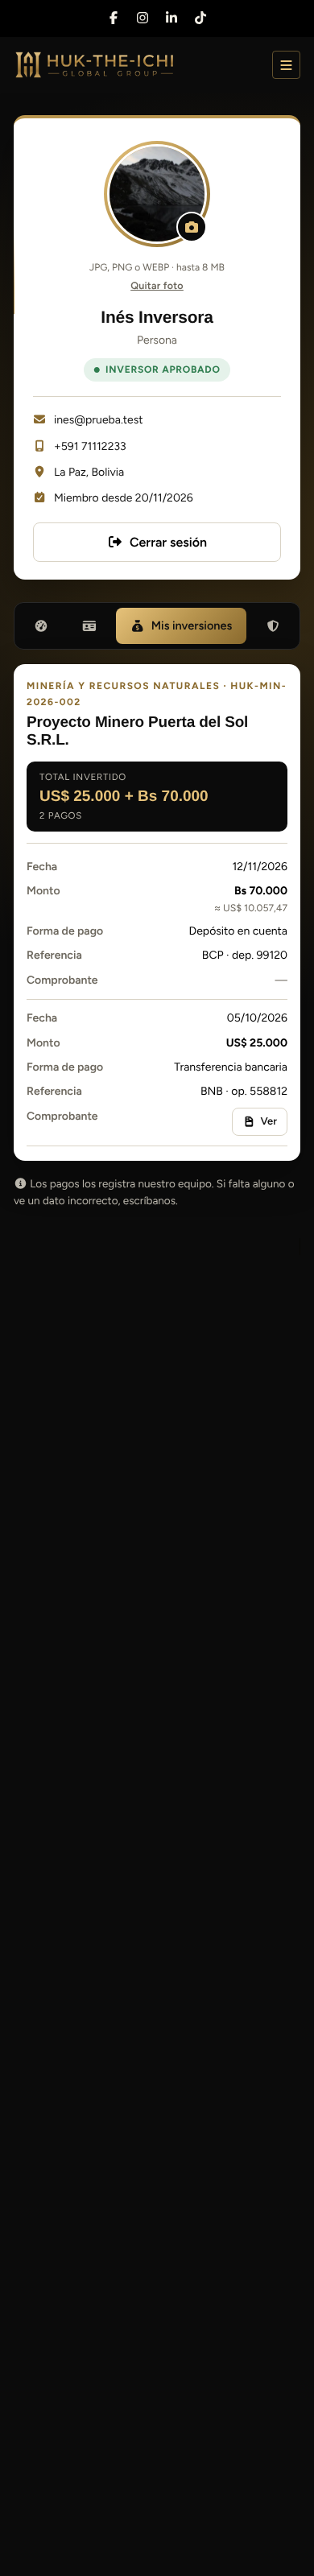 HUK-THE-ICHI
GLOBAL GROUP
JPG, PNG o WEBP · hasta 8 MB
Quitar foto
Inés Inversora
Persona
INVERSOR APROBADO
ines@prueba.test
+591 71112233
La Paz, Bolivia
Miembro desde 20/11/2026
Cerrar sesión
Mis inversiones
MINERÍA Y RECURSOS NATURALES · HUK-MIN-
2026-002
Proyecto Minero Puerta del Sol
S.R.L.
TOTAL INVERTIDO
US$ 25.000 + Bs 70.000
2 PAGOS
Fecha 12/11/2026
Monto Bs 70.000
≈ US$ 10.057,47
Forma de pago Depósito en cuenta
Referencia BCP · dep. 99120
Comprobante —
Fecha 05/10/2026
Monto US$ 25.000
Forma de pago Transferencia bancaria
Referencia BNB · op. 558812
Comprobante Ver
Los pagos los registra nuestro equipo. Si falta alguno o
ve un dato incorrecto, escríbanos.